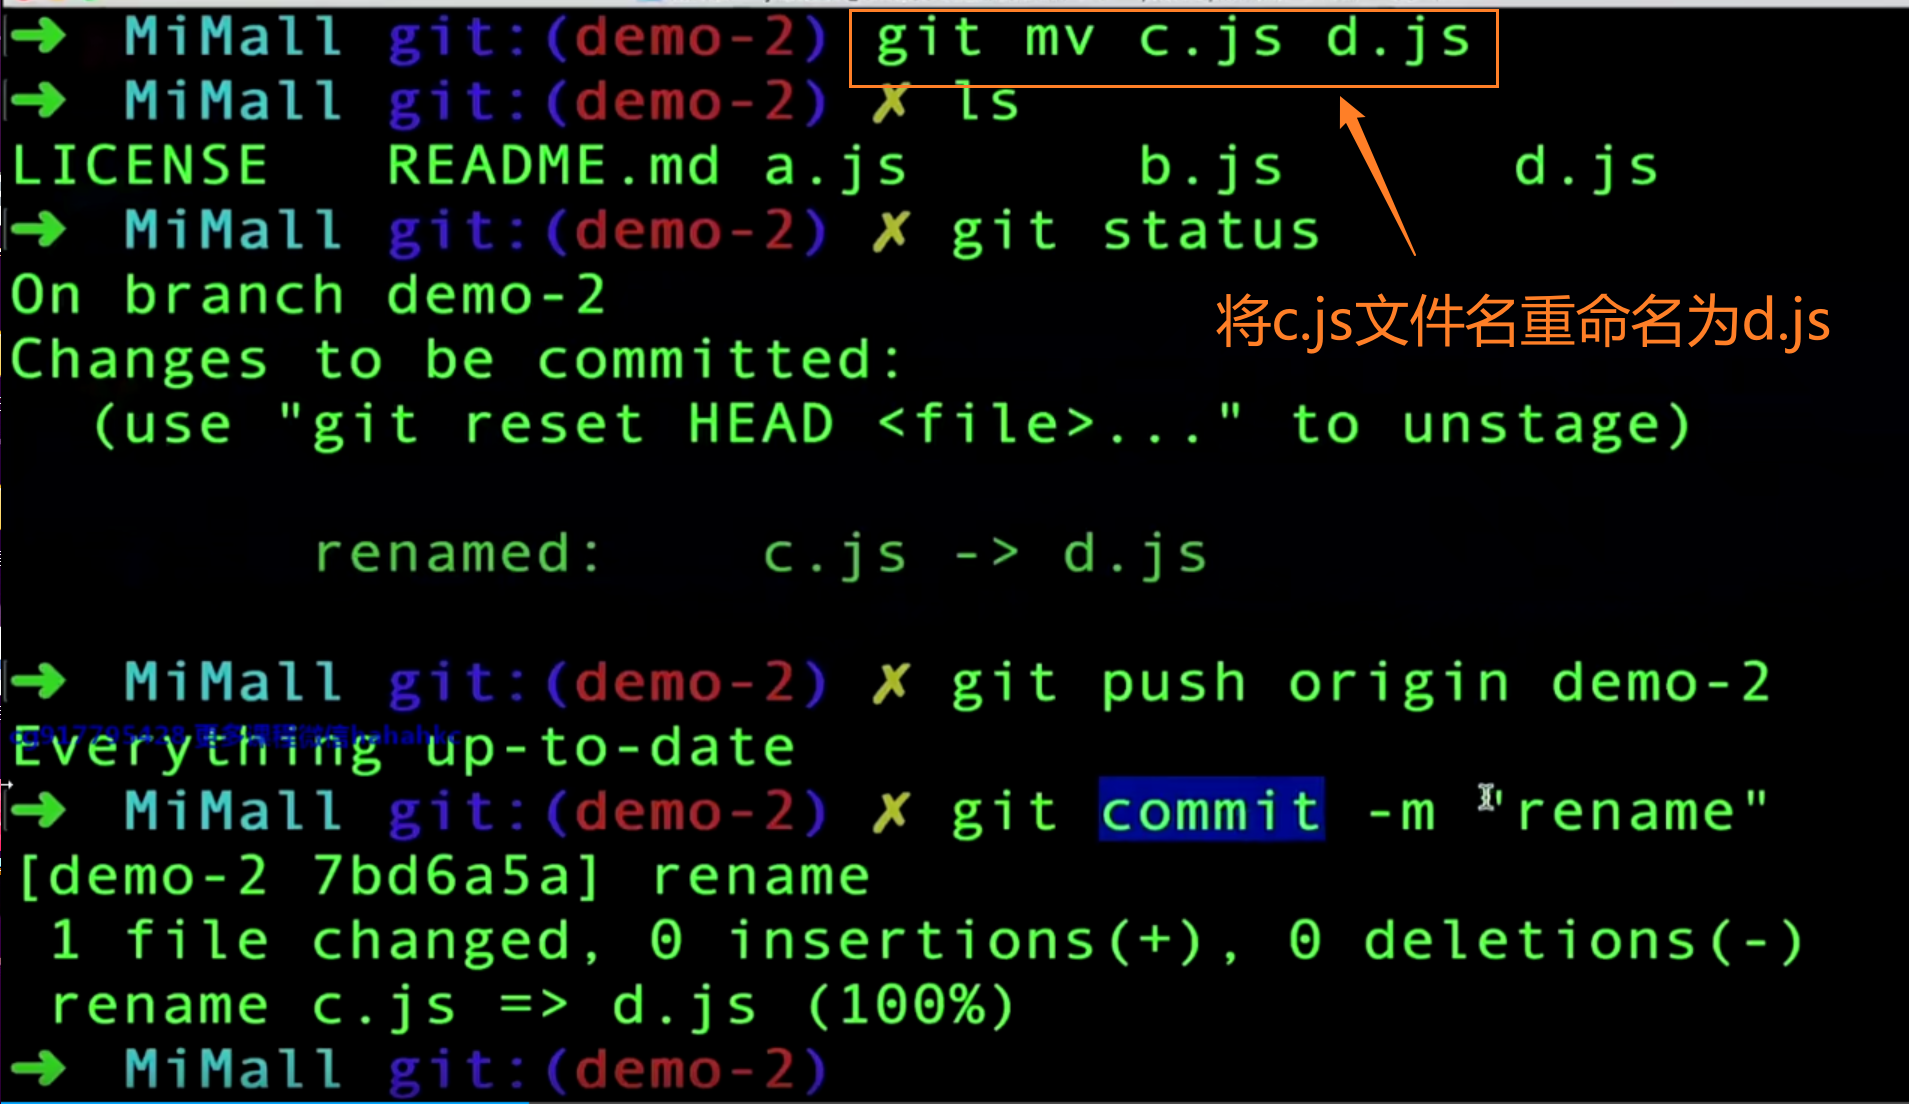 ➜ MiMall git:(demo-2) git mv c.js d.js
➜ MiMall git:(demo-2) ✗ ls
LICENSE README.md a.js b.js d.js
➜ MiMall git:(demo-2) ✗ git status
On branch demo-2
将c.js文件名重命名为d.js
Changes to be committed:
(use "git reset HEAD <file>..." to unstage)
renamed: c.js -> d.js
➜ MiMall git:(demo-2) ✗ git push origin demo-2
Everything up-to-date
➜ MiMall git:(demo-2) ✗ git commit -m "rename"
[demo-2 7bd6a5a] rename
1 file changed, 0 insertions(+), 0 deletions(-)
rename c.js => d.js (100%)
➜ MiMall git:(demo-2)